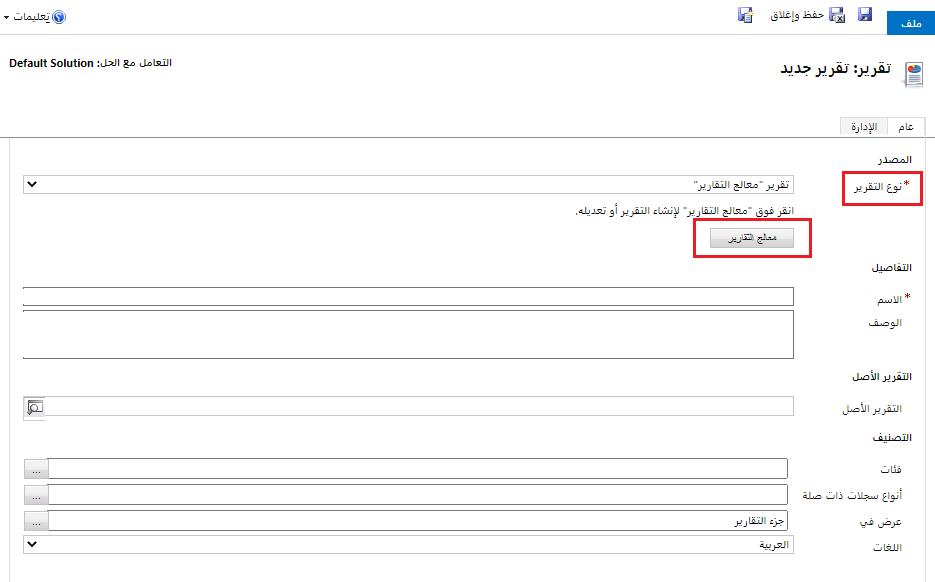 ملف
حفظ وإغلاق
تعليمات
تقرير: تقرير جديد
التعامل مع الحل: Default Solution
عام
الإدارة
المصدر
نوع التقرير*
تقرير "معالج التقارير"
انقر فوق "معالج التقارير" لإنشاء التقرير أو تعديله.
معالج التقارير
التفاصيل
الاسم*
الوصف
التقرير الأصل
التقرير الأصل
التصنيف
فئات
...
أنواع سجلات ذات صلة
...
عرض في
جزء التقارير
...
اللغات
العربية